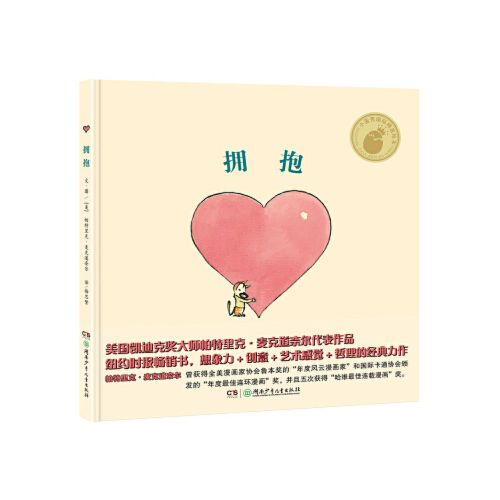 拥抱
拥抱
美国凯迪克奖大师帕特里克·麦克道奈尔代表作品
纽约时报畅销书,想象力+创意+艺术感觉+哲理的经典力作
帕特里克·麦克道奈尔 曾获得全美漫画家协会鲁本奖的“年度风云漫画家”和国际卡通协会颁
发的“年度最佳连环漫画”奖,并且五次获得“哈维最佳连载漫画”奖。
湖南少年儿童出版社